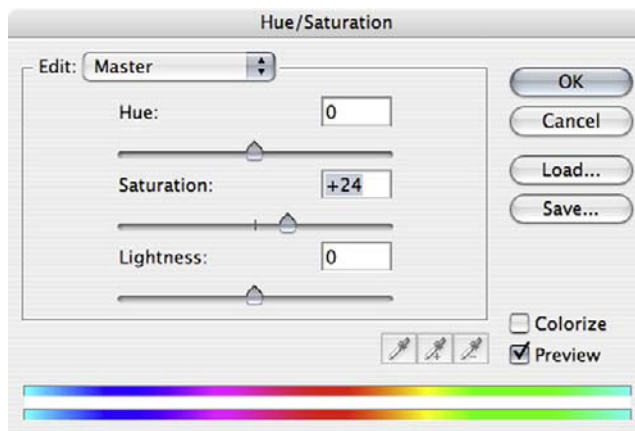 Hue/Saturation
Edit: Master
Hue: 0
Saturation: +24
Lightness: 0
OK
Cancel
Load...
Save...
Colorize
Preview